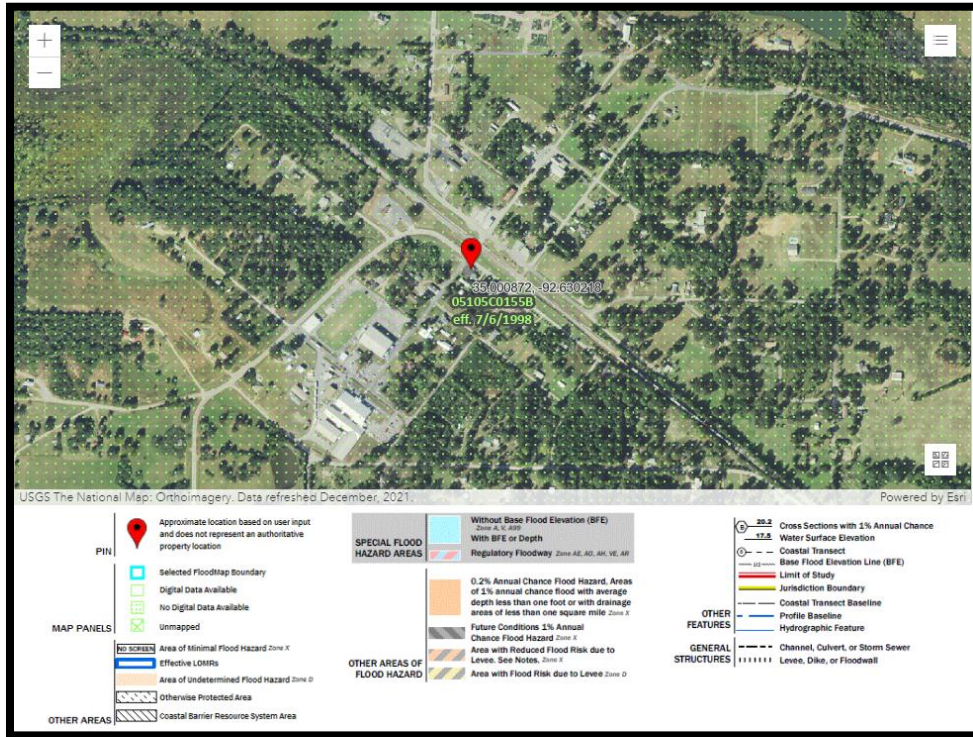 +
−
35.000872, -92.630218
05105C0155B
eff. 7/6/1998
USGS The National Map: Orthoimagery. Data refreshed December, 2021.
Powered by Esri
PIN
Approximate location based on user input
and does not represent an authoritative
property location
MAP PANELS
Selected FloodMap Boundary
Digital Data Available
No Digital Data Available
Unmapped
OTHER AREAS
NO SCREEN Area of Minimal Flood Hazard Zone X
Effective LOMRs
Area of Undetermined Flood Hazard Zone D
Otherwise Protected Area
Coastal Barrier Resource System Area
SPECIAL FLOOD
HAZARD AREAS
Without Base Flood Elevation (BFE)
Zone A, V, A99
With BFE or Depth
Regulatory Floodway Zone AE, AO, AH, VE, AR
OTHER AREAS OF
FLOOD HAZARD
0.2% Annual Chance Flood Hazard, Areas
of 1% annual chance flood with average
depth less than one foot or with drainage
areas of less than one square mile Zone X
Future Conditions 1% Annual
Chance Flood Hazard Zone X
Area with Reduced Flood Risk due to
Levee. See Notes. Zone X
Area with Flood Risk due to Levee Zone D
OTHER
FEATURES
20.2 Cross Sections with 1% Annual Chance
17.5 Water Surface Elevation
Coastal Transect
Base Flood Elevation Line (BFE)
Limit of Study
Jurisdiction Boundary
Coastal Transect Baseline
Profile Baseline
Hydrographic Feature
GENERAL
STRUCTURES
Channel, Culvert, or Storm Sewer
Levee, Dike, or Floodwall